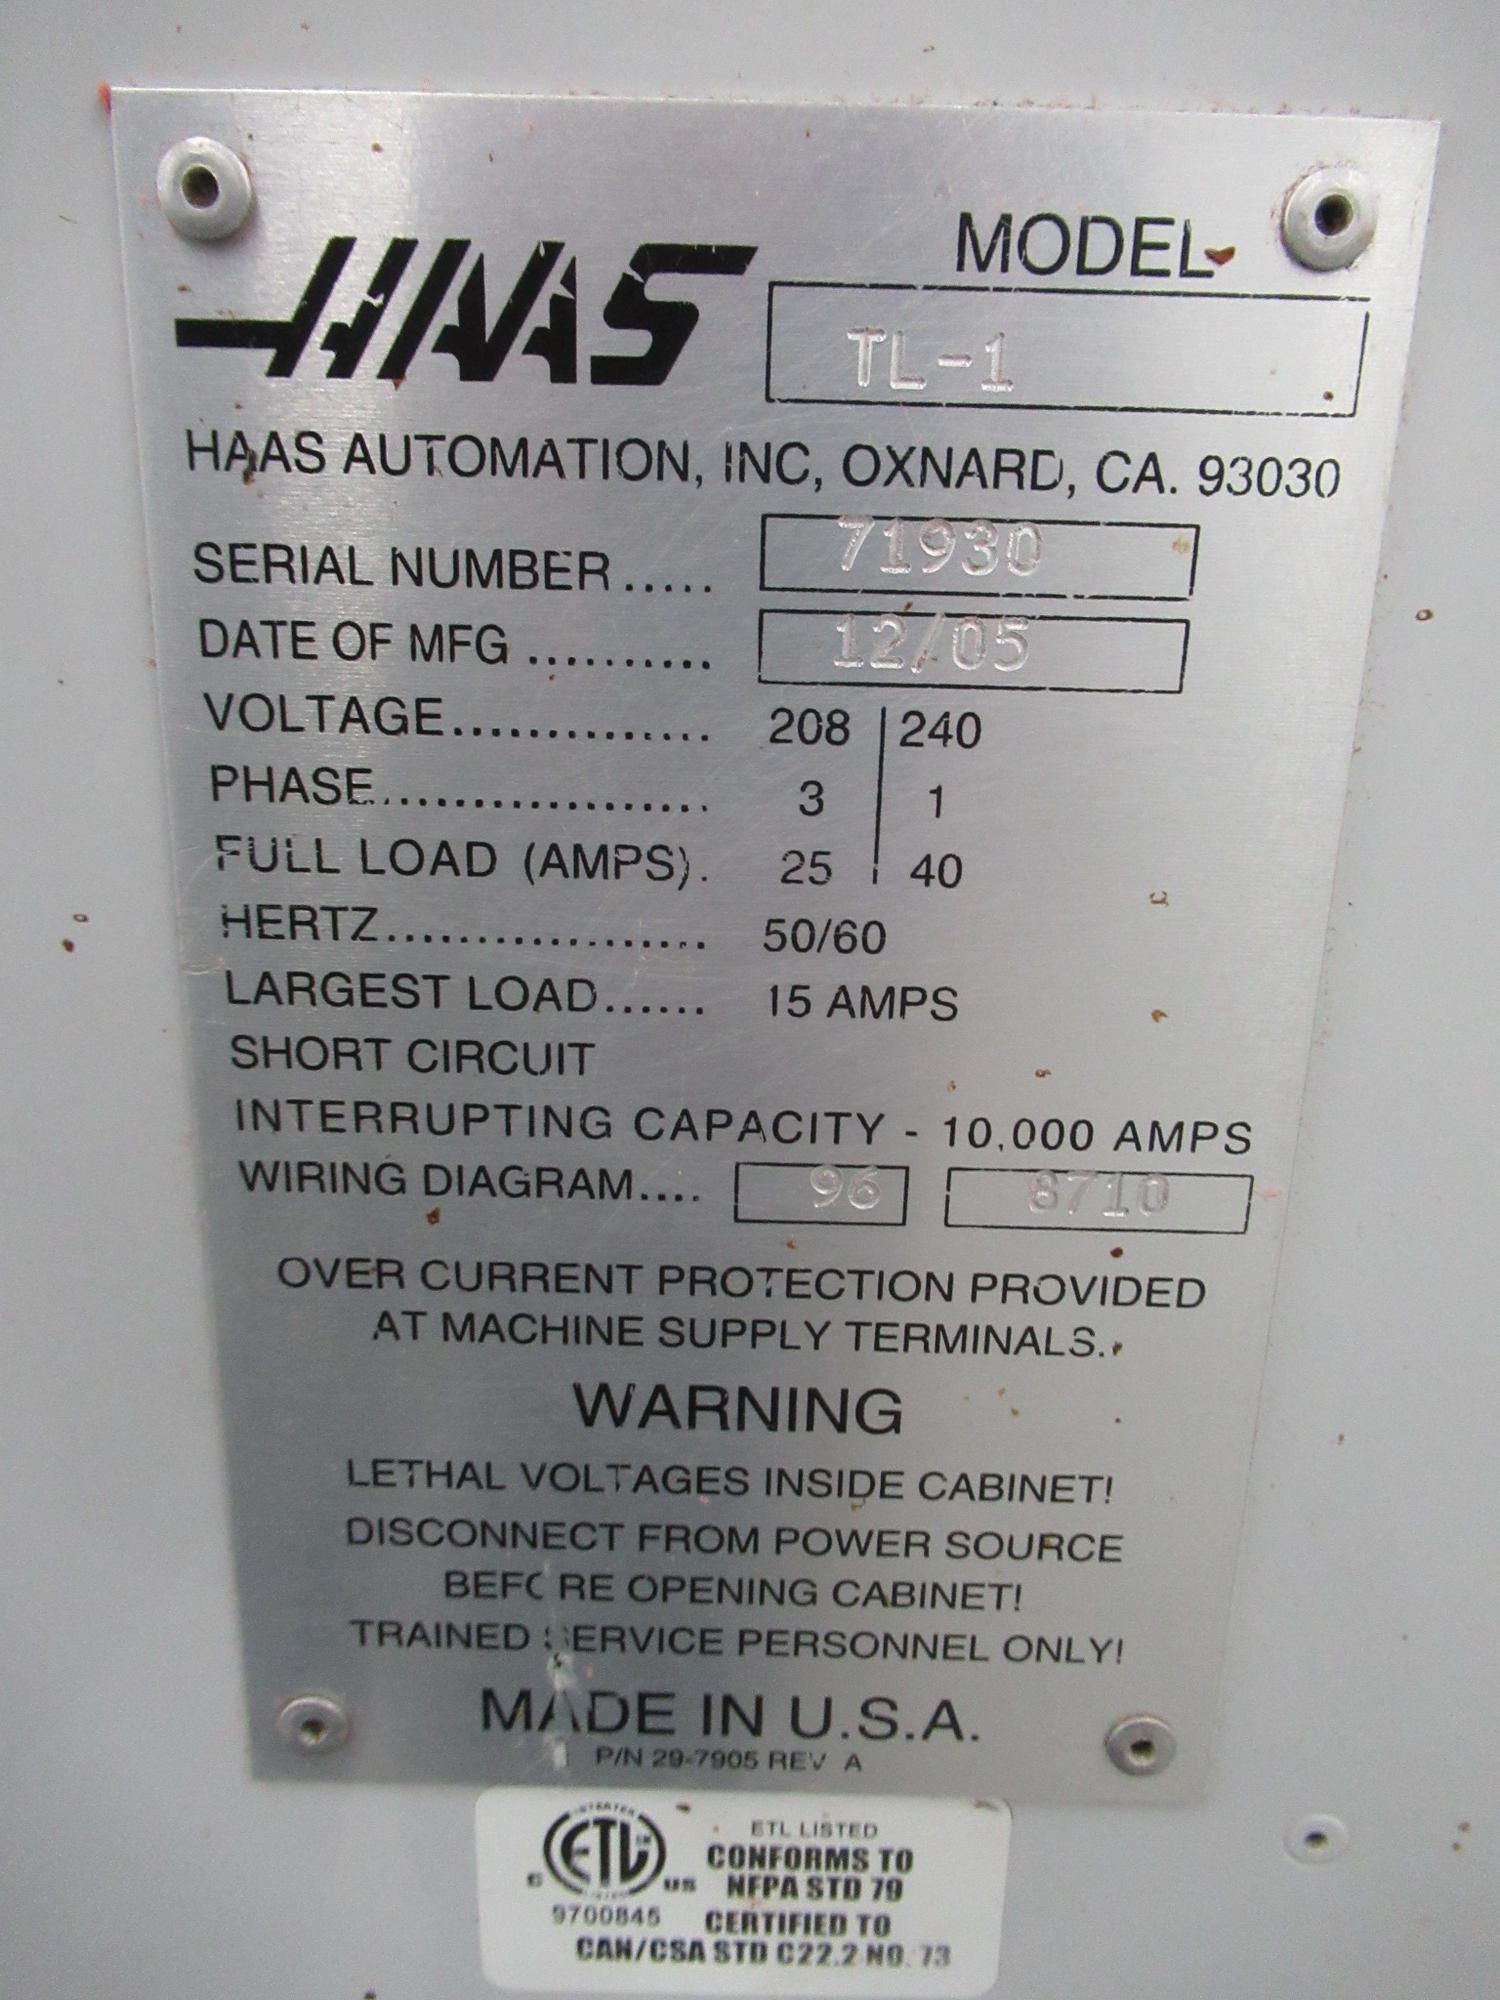 HAAS
MODEL
TL-1
HAAS AUTOMATION, INC, OXNARD, CA. 93030
SERIAL NUMBER ..... 71930
DATE OF MFG .......... 12/05
VOLTAGE.............. 208 | 240
PHASE................... 3 | 1
FULL LOAD (AMPS). 25 | 40
HERTZ................... 50/60
LARGEST LOAD...... 15 AMPS
SHORT CIRCUIT
INTERRUPTING CAPACITY - 10,000 AMPS
WIRING DIAGRAM.... 96 8710
OVER CURRENT PROTECTION PROVIDED
AT MACHINE SUPPLY TERMINALS.
WARNING
LETHAL VOLTAGES INSIDE CABINET!
DISCONNECT FROM POWER SOURCE
BEFORE OPENING CABINET!
TRAINED SERVICE PERSONNEL ONLY!
MADE IN U.S.A.
P/N 29-7905 REV A
INTERTEK
ETL
LISTED
C US
9700845
ETL LISTED
CONFORMS TO
NFPA STD 79
CERTIFIED TO
CAN/CSA STD C22.2 NO. 73